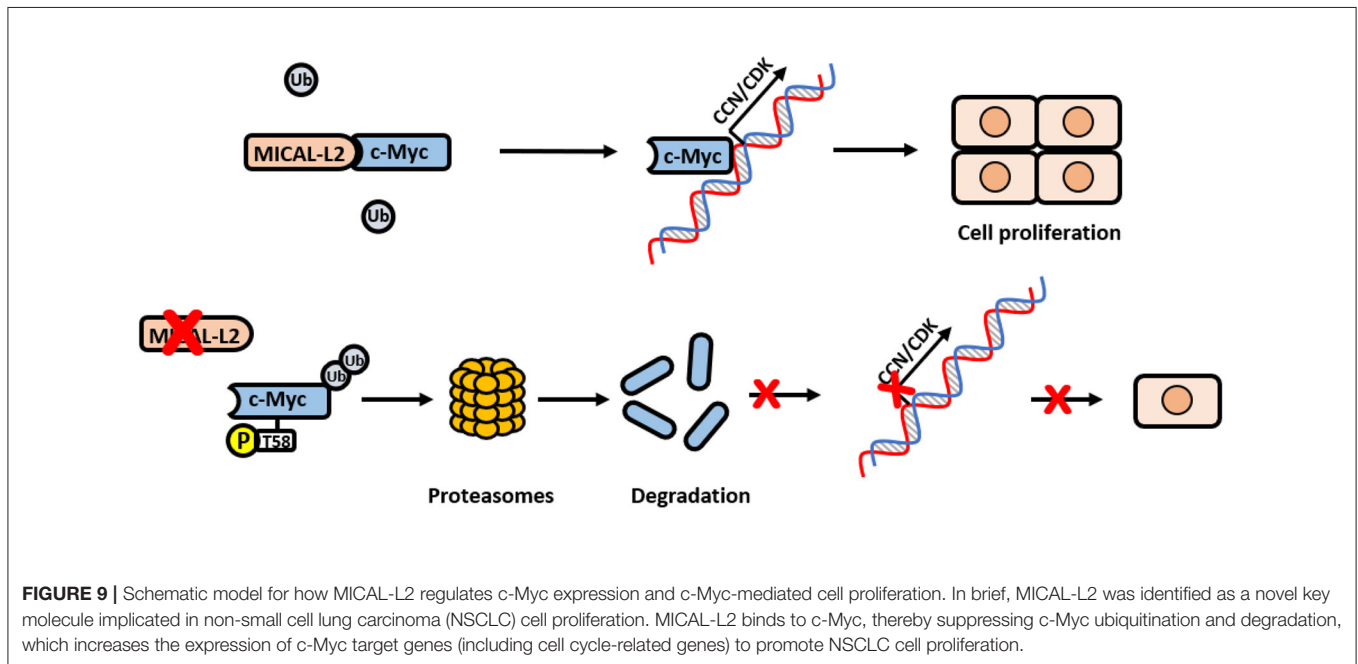 Ub
MICAL-L2 c-Myc
Ub
c-Myc
CCN/CDK
Cell proliferation
MICAL-L2
c-Myc
Ub
Ub
P
T58
Proteasomes
Degradation
CCN/CDK
FIGURE 9 | Schematic model for how MICAL-L2 regulates c-Myc expression and c-Myc-mediated cell proliferation. In brief, MICAL-L2 was identified as a novel key
molecule implicated in non-small cell lung carcinoma (NSCLC) cell proliferation. MICAL-L2 binds to c-Myc, thereby suppressing c-Myc ubiquitination and degradation,
which increases the expression of c-Myc target genes (including cell cycle-related genes) to promote NSCLC cell proliferation.